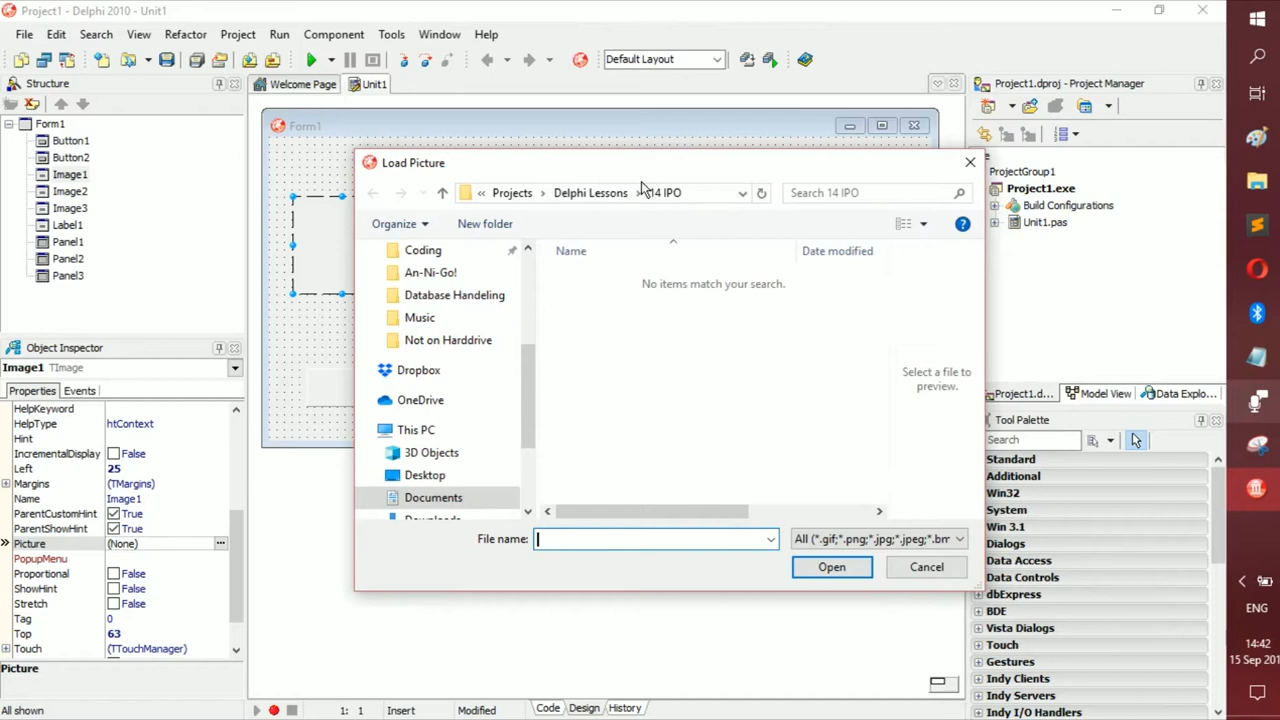 Project1 - Delphi 2010 - Unit1
File Edit Search View Refactor Project Run Component Tools Window Help
Default Layout
Structure
Welcome Page Unit1
Project1.dproj - Project Manager
Form1
Button1
Button2
Image1
Image2
Image3
Label1
Panel1
Panel2
Panel3
Form1
Load Picture
« Projects › Delphi Lessons › 14 IPO
Search 14 IPO
Organize New folder
Coding
An-Ni-Go!
Database Handeling
Music
Not on Harddrive
Dropbox
OneDrive
This PC
3D Objects
Desktop
Documents
Name Date modified
No items match your search.
Select a file to
preview.
File name:
All (*.gif;*.png;*.jpg;*.jpeg;*.bm
Open Cancel
ProjectGroup1
Project1.exe
Build Configurations
Unit1.pas
Object Inspector
Image1 TImage
Properties Events
HelpKeyword
HelpType htContext
Hint
IncrementalDisplay False
Left 25
Margins (TMargins)
Name Image1
ParentCustomHint True
ParentShowHint True
Picture (None) ...
PopupMenu
Proportional False
ShowHint False
Stretch False
Tag 0
Top 63
Touch (TTouchManager)
Picture
All shown
1: 1 Insert Modified Code Design History
Project1.d... Model View Data Explo...
Tool Palette
Search
Standard
Additional
Win32
System
Win 3.1
Dialogs
Data Access
Data Controls
dbExpress
BDE
Vista Dialogs
Touch
Gestures
Indy Clients
Indy Servers
Indy I/O Handlers
ENG
14:42
15 Sep 201